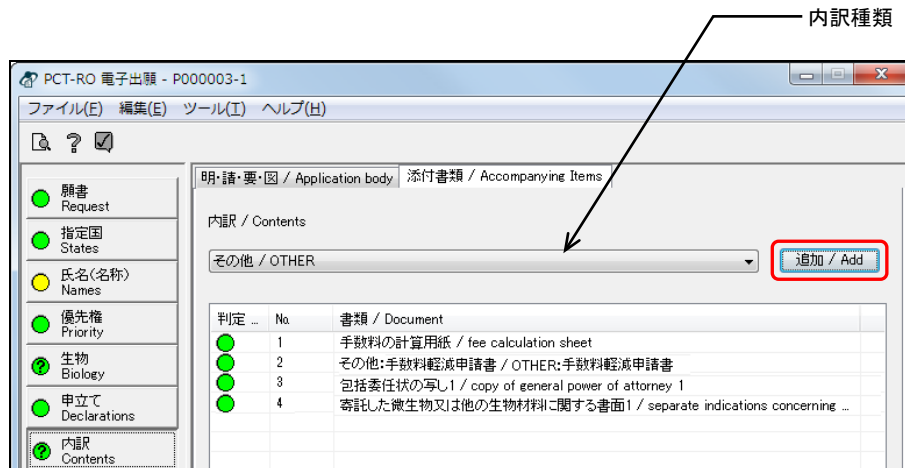 内訳種類
PCT-RO 電子出願 - P000003-1
ファイル(F) 編集(E) ツール(T) ヘルプ(H)
明・請・要・図 / Application body 添付書類 / Accompanying Items
願書
Request
指定国
States
氏名(名称)
Names
優先権
Priority
生物
Biology
申立て
Declarations
内訳
Contents
内訳 / Contents
その他 / OTHER 追加 / Add
判定 ... No. 書類 / Document
1 手数料の計算用紙 / fee calculation sheet
2 その他:手数料軽減申請書 / OTHER:手数料軽減申請書
3 包括委任状の写し1 / copy of general power of attorney 1
4 寄託した微生物又は他の生物材料に関する書面1 / separate indications concerning ...